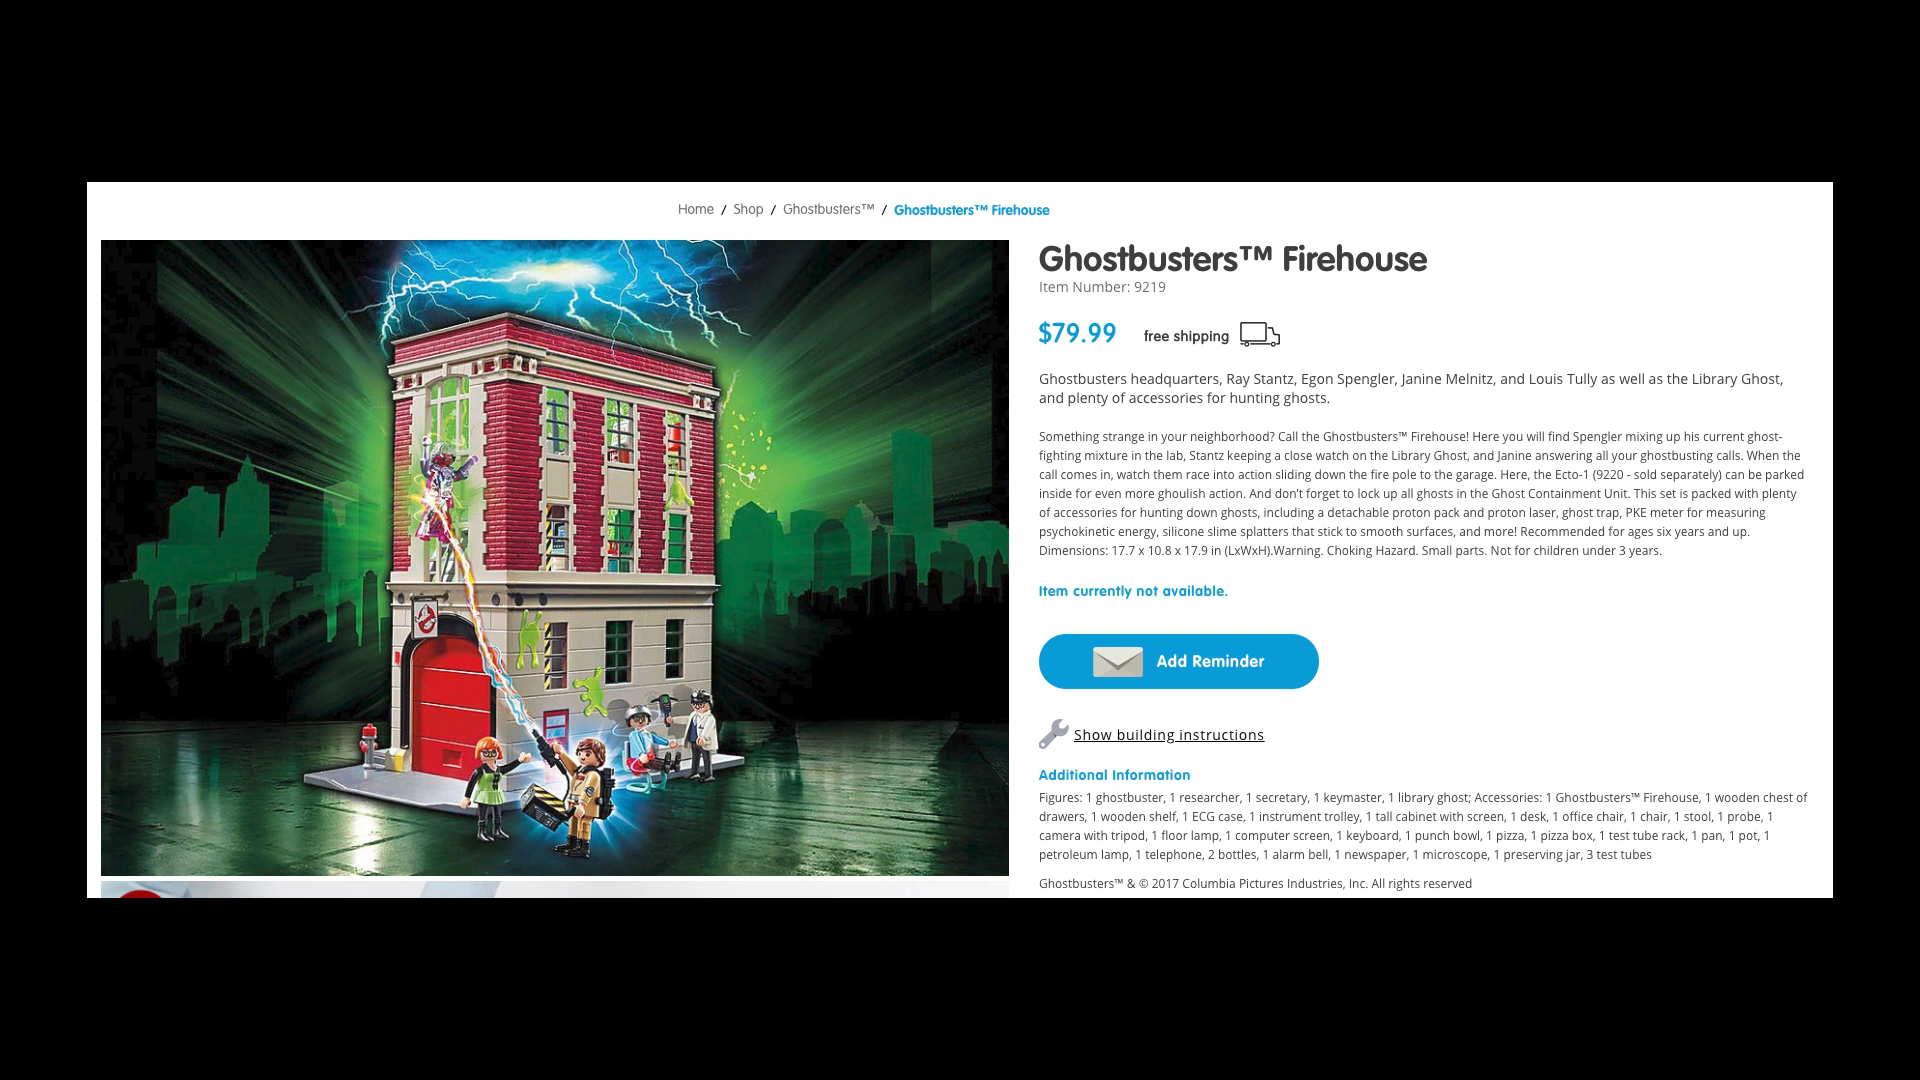 Home / Shop / Ghostbusters™ / Ghostbusters™ Firehouse
Ghostbusters™ Firehouse
Item Number: 9219
$79.99 free shipping
Ghostbusters headquarters, Ray Stantz, Egon Spengler, Janine Melnitz, and Louis Tully as well as the Library Ghost,
and plenty of accessories for hunting ghosts.
Something strange in your neighborhood? Call the Ghostbusters™ Firehouse! Here you will find Spengler mixing up his current ghost-
fighting mixture in the lab, Stantz keeping a close watch on the Library Ghost, and Janine answering all your ghostbusting calls. When the
call comes in, watch them race into action sliding down the fire pole to the garage. Here, the Ecto-1 (9220 - sold separately) can be parked
inside for even more ghoulish action. And don’t forget to lock up all ghosts in the Ghost Containment Unit. This set is packed with plenty
of accessories for hunting down ghosts, including a detachable proton pack and proton laser, ghost trap, PKE meter for measuring
psychokinetic energy, silicone slime splatters that stick to smooth surfaces, and more! Recommended for ages six years and up.
Dimensions: 17.7 x 10.8 x 17.9 in (LxWxH).Warning. Choking Hazard. Small parts. Not for children under 3 years.
Item currently not available.
Add Reminder
Show building instructions
Additional Information
Figures: 1 ghostbuster, 1 researcher, 1 secretary, 1 keymaster, 1 library ghost; Accessories: 1 Ghostbusters™ Firehouse, 1 wooden chest of
drawers, 1 wooden shelf, 1 ECG case, 1 instrument trolley, 1 tall cabinet with screen, 1 desk, 1 office chair, 1 chair, 1 stool, 1 probe, 1
camera with tripod, 1 floor lamp, 1 computer screen, 1 keyboard, 1 punch bowl, 1 pizza, 1 pizza box, 1 test tube rack, 1 pan, 1 pot, 1
petroleum lamp, 1 telephone, 2 bottles, 1 alarm bell, 1 newspaper, 1 microscope, 1 preserving jar, 3 test tubes
Ghostbusters™ & © 2017 Columbia Pictures Industries, Inc. All rights reserved